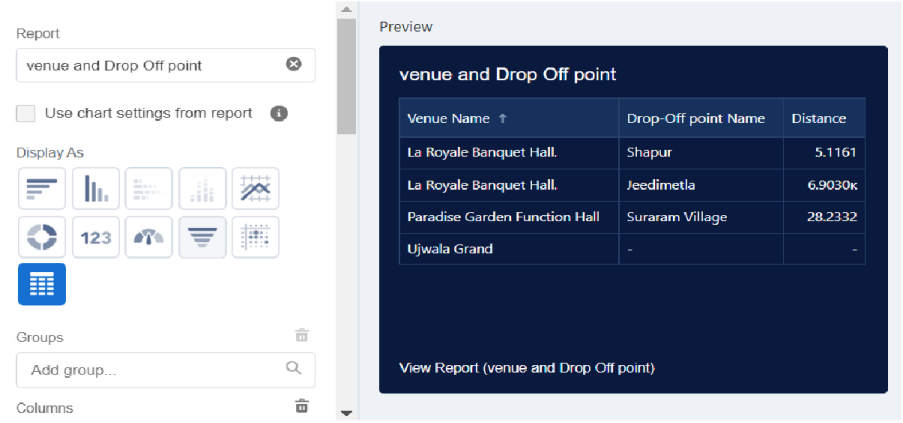 Report
venue and Drop Off point
Use chart settings from report
Display As
123
Groups
Add group...
Columns
Preview
venue and Drop Off point
Venue Name ↑ Drop-Off point Name Distance
La Royale Banquet Hall. Shapur 5.1161
La Royale Banquet Hall. Jeedimetla 6.9030K
Paradise Garden Function Hall Suraram Village 28.2332
Ujwala Grand - -
View Report (venue and Drop Off point)